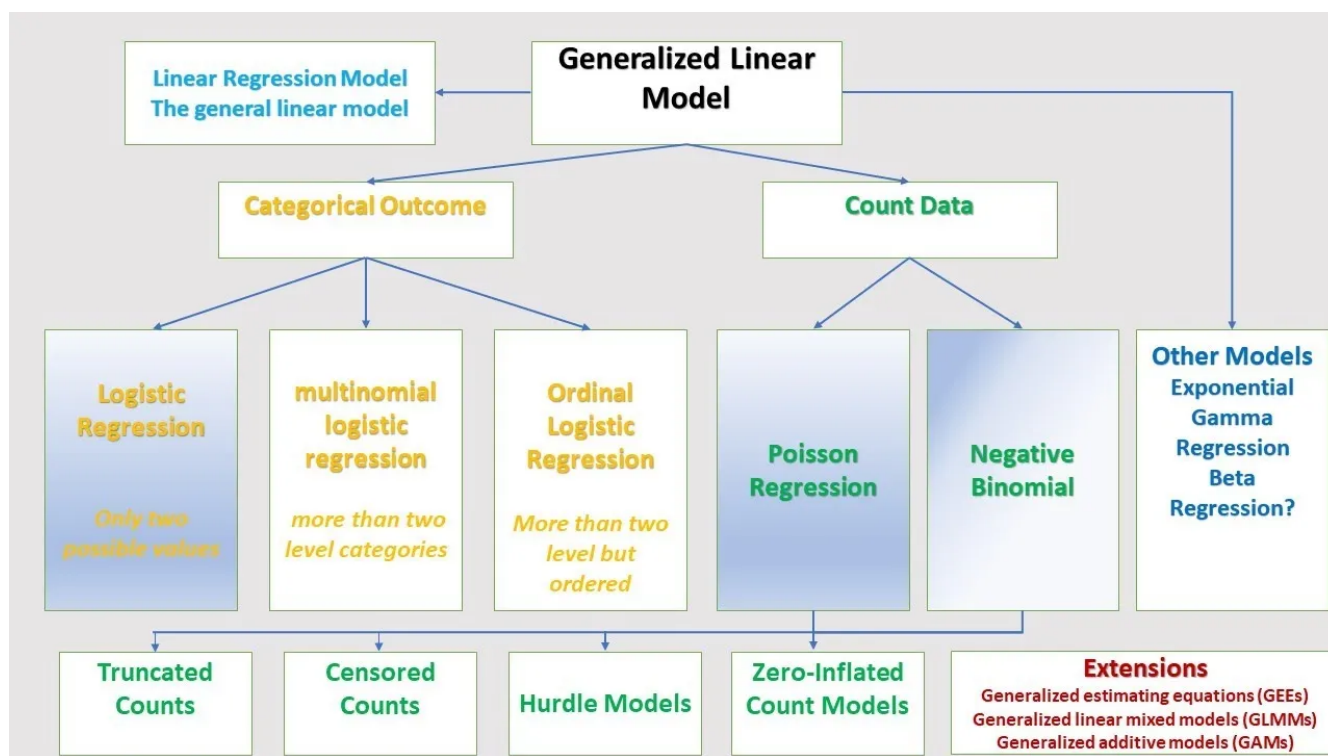 Generalized Linear
Model
Linear Regression Model
The general linear model
Categorical Outcome
Count Data
Logistic
Regression
Only two
possible values
multinomial
logistic
regression
more than two
level categories
Ordinal
Logistic
Regression
More than two
level but
ordered
Poisson
Regression
Negative
Binomial
Other Models
Exponential
Gamma
Regression
Beta
Regression?
Truncated
Counts
Censored
Counts
Hurdle Models
Zero-Inflated
Count Models
Extensions
Generalized estimating equations (GEEs)
Generalized linear mixed models (GLMMs)
Generalized additive models (GAMs)